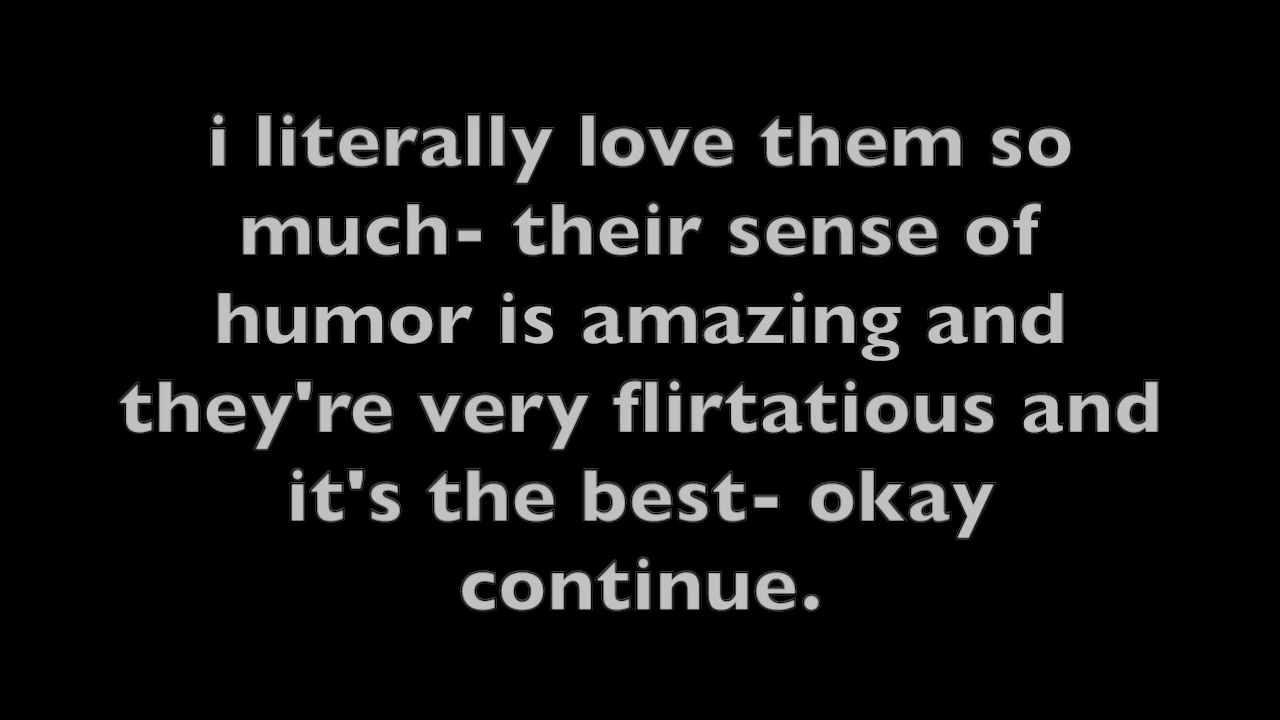 i literally love them so
much- their sense of
humor is amazing and
they're very flirtatious and
it's the best- okay
continue.